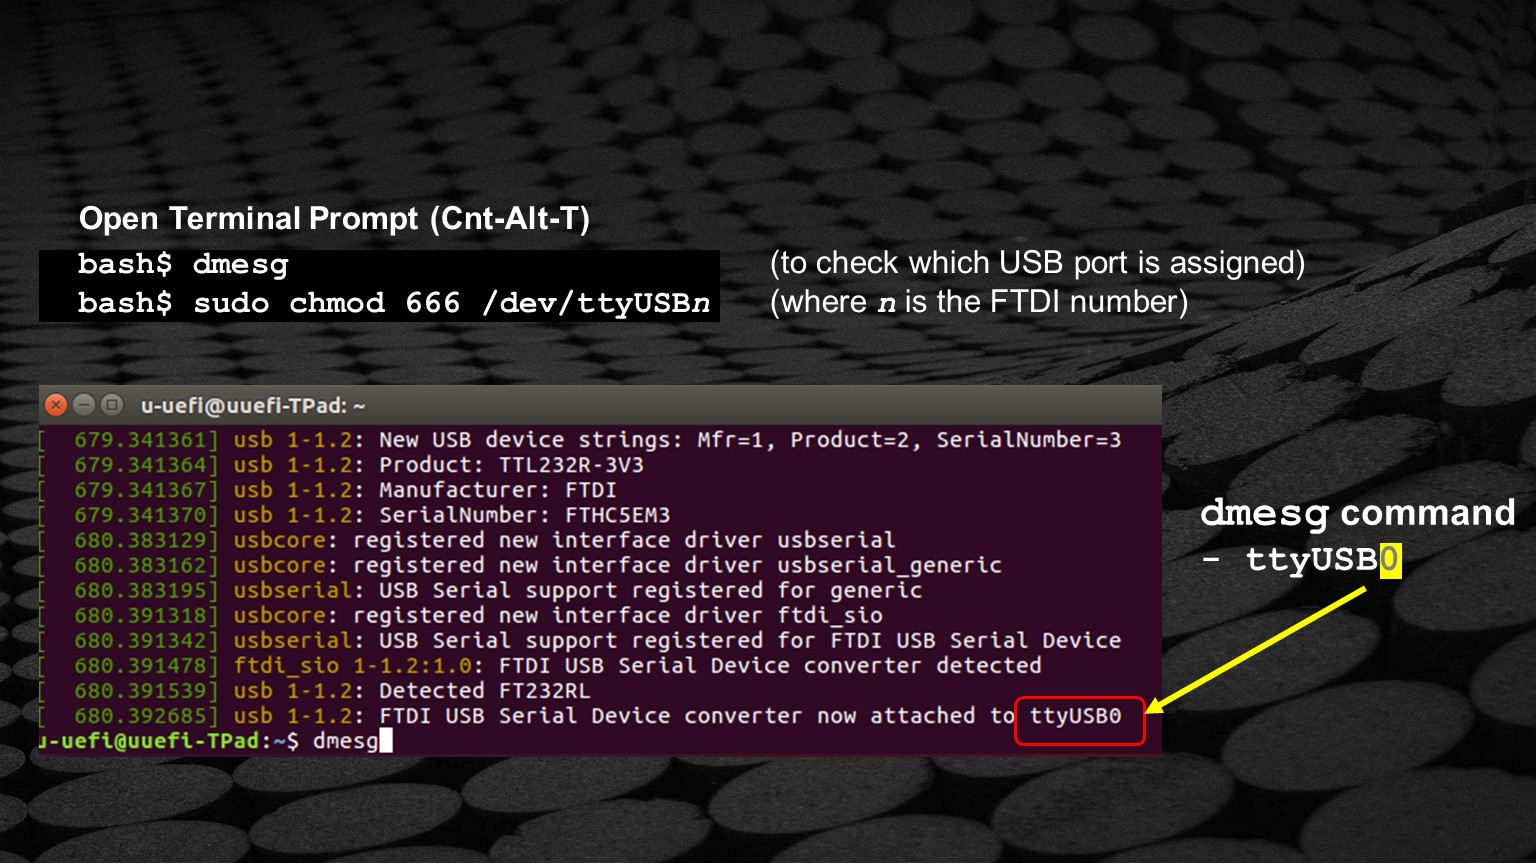 Open Terminal Prompt (Cnt-Alt-T)
bash$ dmesg (to check which USB port is assigned)
bash$ sudo chmod 666 /dev/ttyUSBn (where n is the FTDI number)
u-uefi@uuefi-TPad: ~
[ 679.341361] usb 1-1.2: New USB device strings: Mfr=1, Product=2, SerialNumber=3
[ 679.341364] usb 1-1.2: Product: TTL232R-3V3
[ 679.341367] usb 1-1.2: Manufacturer: FTDI
[ 679.341370] usb 1-1.2: SerialNumber: FTHC5EM3
[ 680.383129] usbcore: registered new interface driver usbserial
[ 680.383162] usbcore: registered new interface driver usbserial_generic
[ 680.383195] usbserial: USB Serial support registered for generic
[ 680.391318] usbcore: registered new interface driver ftdi_sio
[ 680.391342] usbserial: USB Serial support registered for FTDI USB Serial Device
[ 680.391478] ftdi_sio 1-1.2:1.0: FTDI USB Serial Device converter detected
[ 680.391539] usb 1-1.2: Detected FT232RL
[ 680.392685] usb 1-1.2: FTDI USB Serial Device converter now attached to ttyUSB0
u-uefi@uuefi-TPad:~$ dmesg
dmesg command
- ttyUSB0